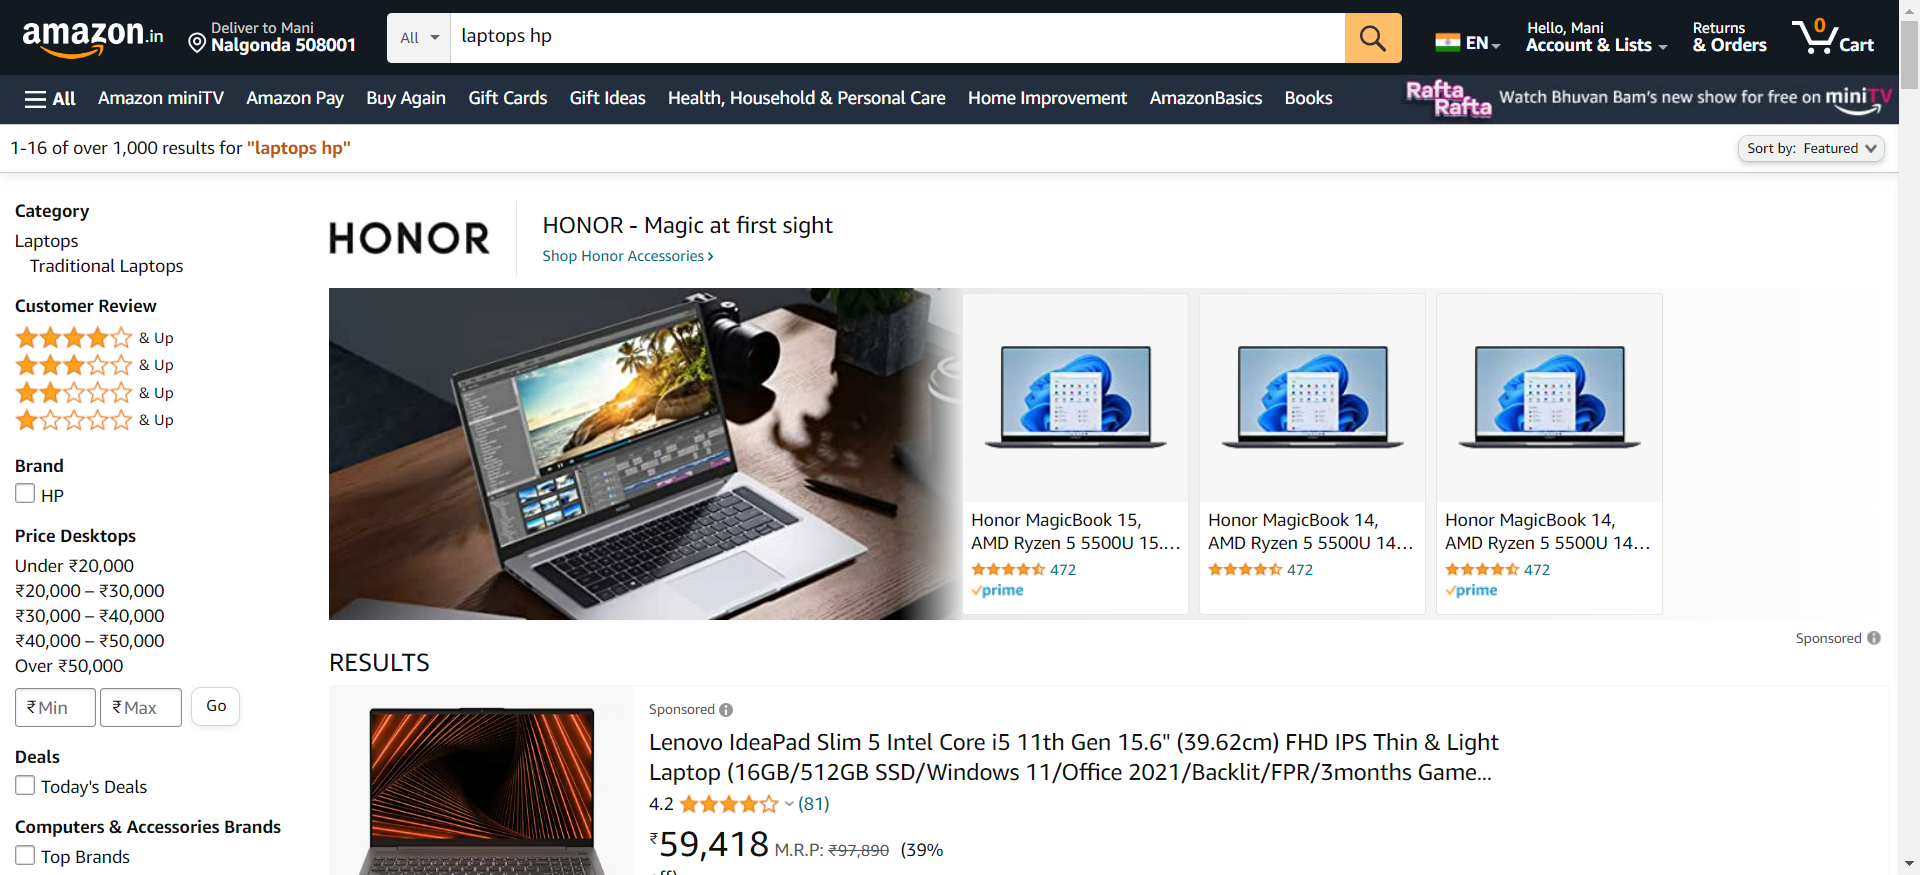 amazon.in
Deliver to Mani
Nalgonda 508001
All
laptops hp
EN
Hello, Mani
Account & Lists
Returns
& Orders
0
Cart
All
Amazon miniTV
Amazon Pay
Buy Again
Gift Cards
Gift Ideas
Health, Household & Personal Care
Home Improvement
AmazonBasics
Books
Rafta
Rafta
Watch Bhuvan Bam's new show for free on miniTV
1-16 of over 1,000 results for "laptops hp"
Sort by: Featured
Category
Laptops
Traditional Laptops
Customer Review
& Up
& Up
& Up
& Up
Brand
HP
Price Desktops
Under ₹20,000
₹20,000 – ₹30,000
₹30,000 – ₹40,000
₹40,000 – ₹50,000
Over ₹50,000
₹ Min
₹ Max
Go
Deals
Today's Deals
Computers & Accessories Brands
Top Brands
HONOR
HONOR - Magic at first sight
Shop Honor Accessories ›
Honor MagicBook 15,
AMD Ryzen 5 5500U 15.…
472
prime
Honor MagicBook 14,
AMD Ryzen 5 5500U 14…
472
Honor MagicBook 14,
AMD Ryzen 5 5500U 14…
472
prime
Sponsored
RESULTS
Sponsored
Lenovo IdeaPad Slim 5 Intel Core i5 11th Gen 15.6" (39.62cm) FHD IPS Thin & Light
Laptop (16GB/512GB SSD/Windows 11/Office 2021/Backlit/FPR/3months Game…
4.2 (81)
₹59,418 M.R.P: ₹97,890 (39%